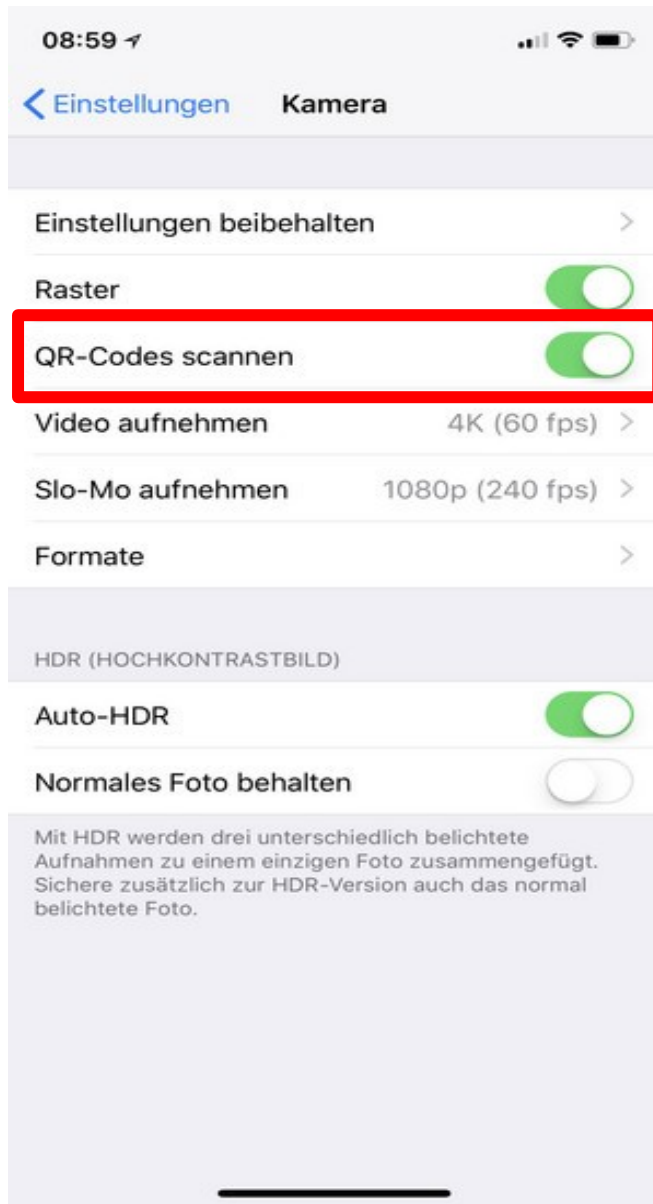 08:59
Einstellungen Kamera
Einstellungen beibehalten
Raster
QR-Codes scannen
Video aufnehmen 4K (60 fps)
Slo-Mo aufnehmen 1080p (240 fps)
Formate
HDR (HOCHKONTRASTBILD)
Auto-HDR
Normales Foto behalten
Mit HDR werden drei unterschiedlich belichtete
Aufnahmen zu einem einzigen Foto zusammengefügt.
Sichere zusätzlich zur HDR-Version auch das normal
belichtete Foto.